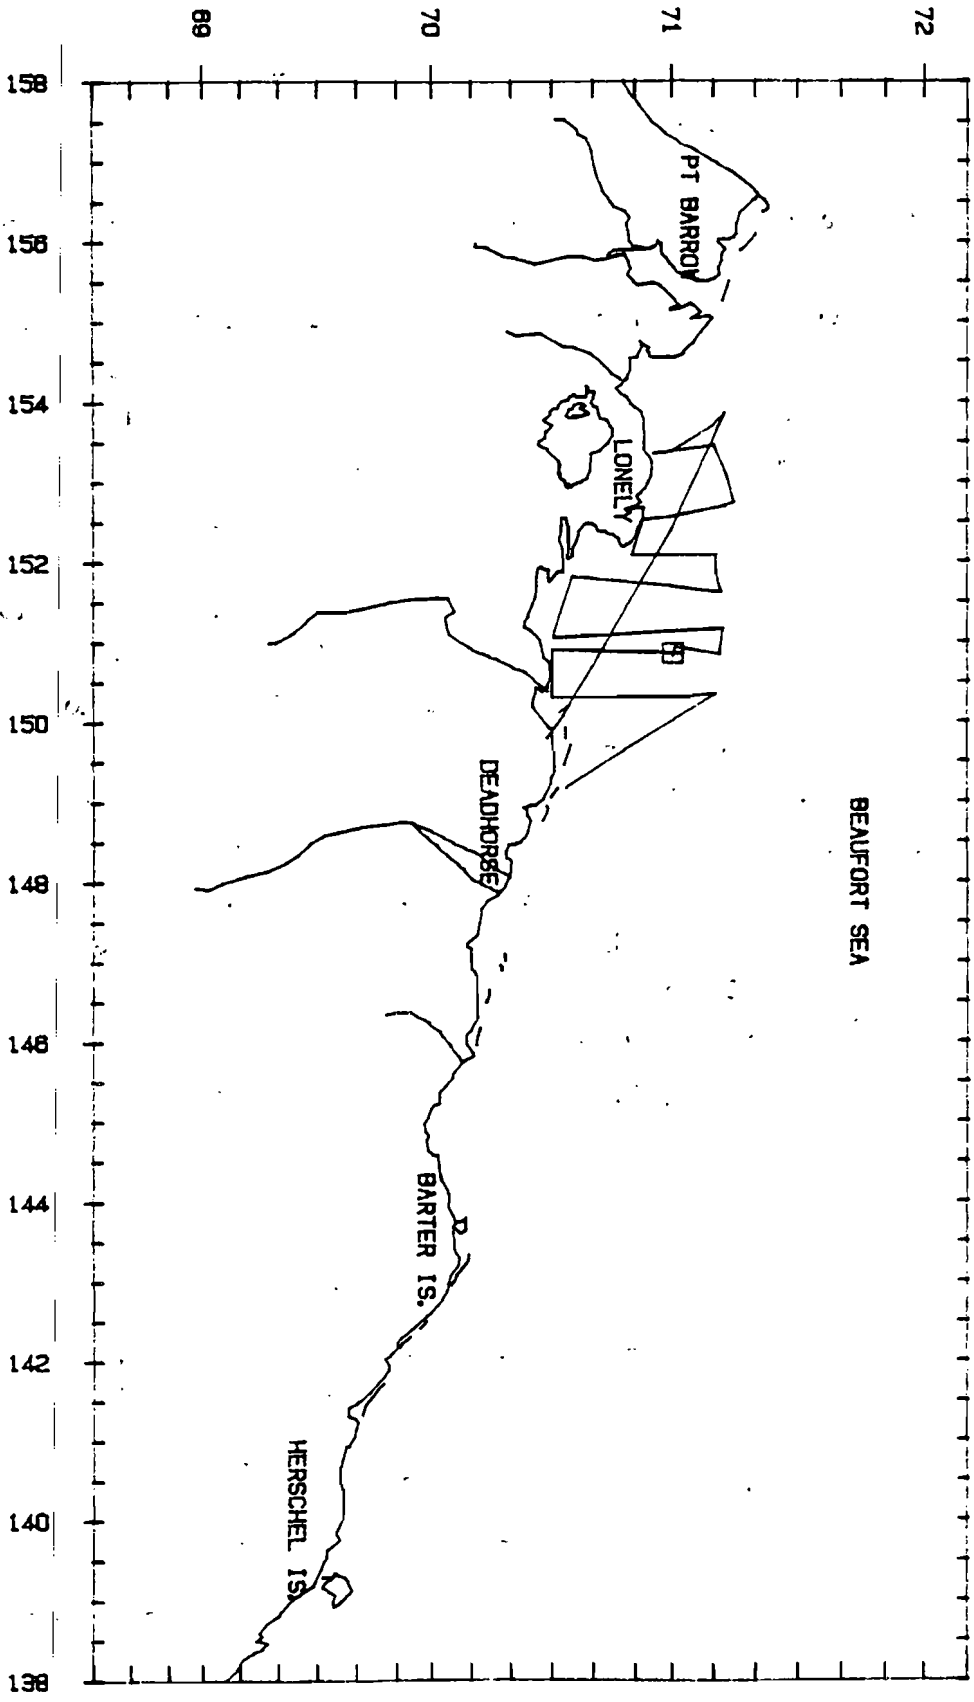 72
71
70
69
BEAUFORT SEA
PT BARROW
LONELY
DEADHORSE
BARTER IS.
HERSCHEL IS.
158
156
154
152
150
148
146
144
142
140
138